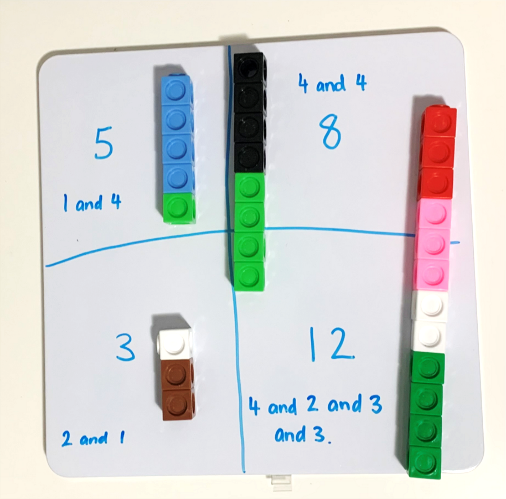 5
1 and 4
4 and 4
8
3
2 and 1
12
4 and 2 and 3
and 3.